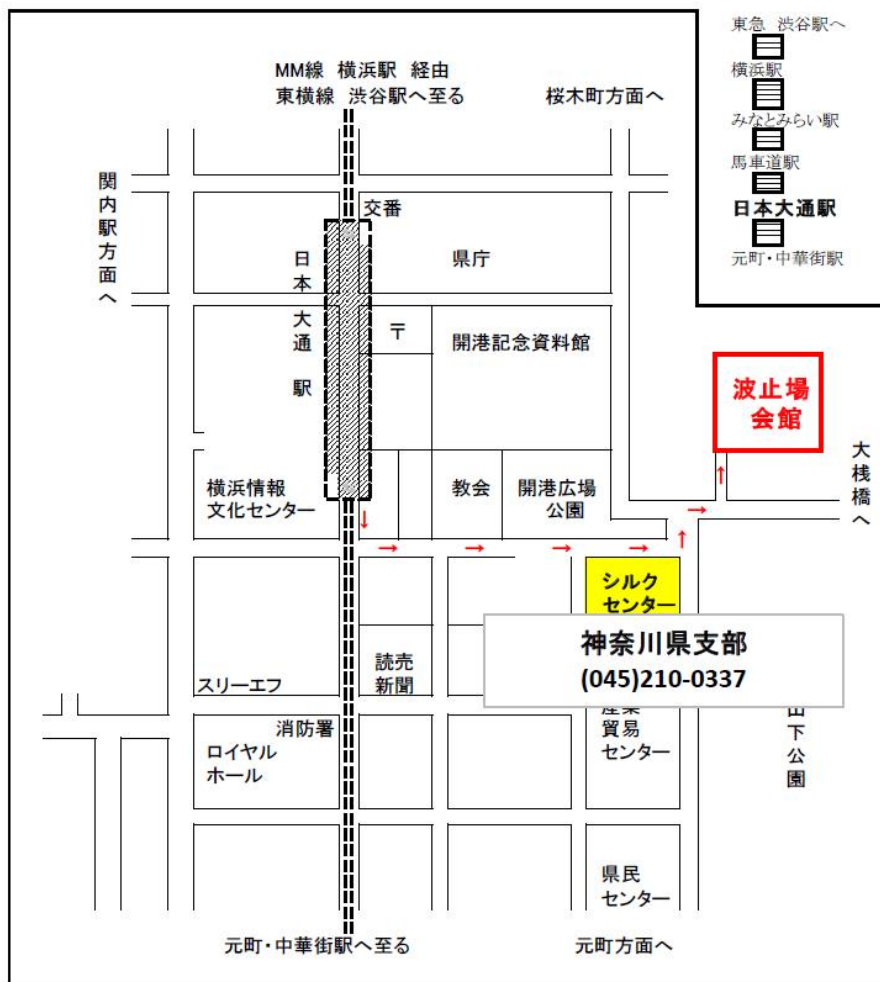 東急 渋谷駅へ
横浜駅
みなとみらい駅
馬車道駅
日本大通駅
元町・中華街駅
MM線 横浜駅 経由
東横線 渋谷駅へ至る
桜木町方面へ
関内駅方面へ
交番
日本大通駅
県庁
〒
開港記念資料館
波止場
会館
大桟橋へ
横浜情報
文化センター
教会
開港広場
公園
シルク
センター
神奈川県支部
(045)210-0337
読売
新聞
スリーエフ
消防署
ロイヤル
ホール
産業
貿易
センター
山下公園
県民
センター
元町・中華街駅へ至る
元町方面へ